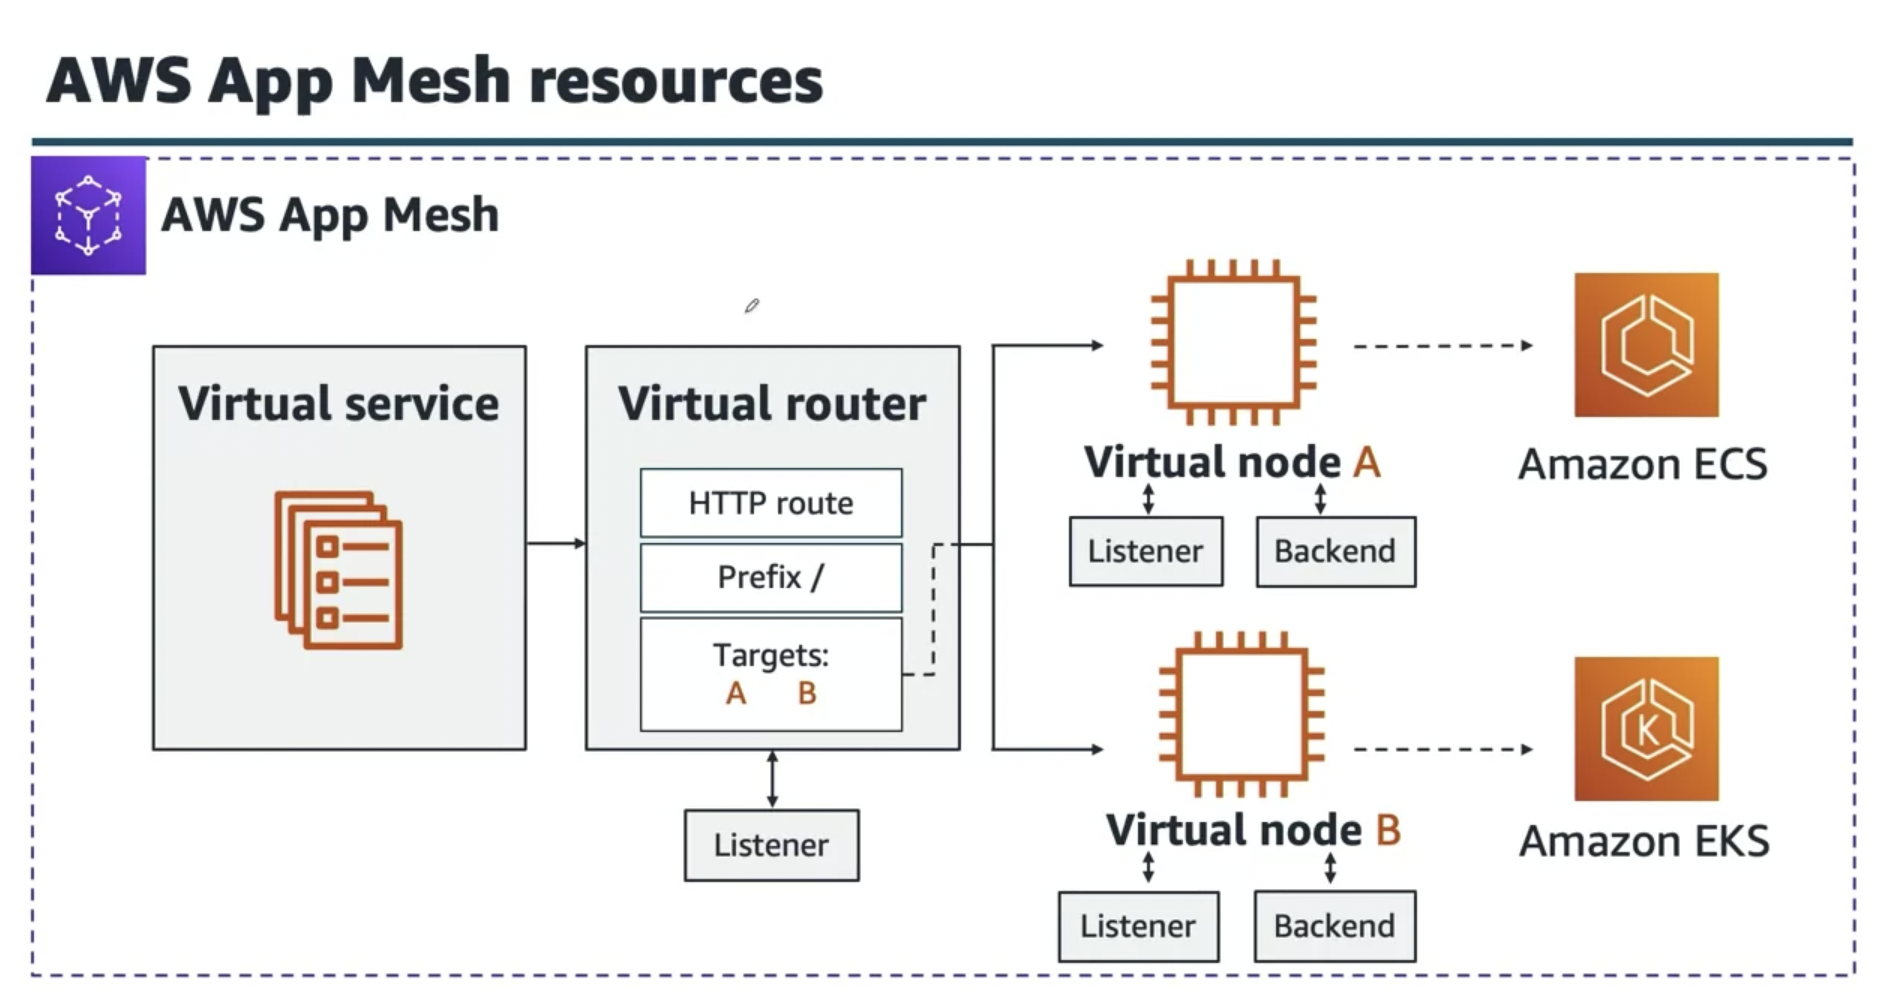 AWS App Mesh resources
AWS App Mesh
Virtual service
Virtual router
HTTP route
Prefix /
Targets:
A B
Listener
Virtual node A
Listener
Backend
Amazon ECS
Virtual node B
Listener
Backend
K
Amazon EKS